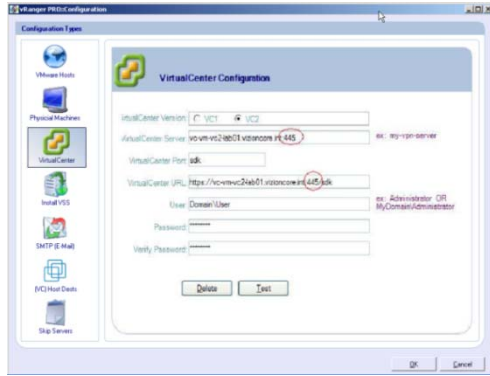 vRanger PRO::Configuration
Configuration Types
VMware Hosts
Physical Machines
VirtualCenter
Install VSS
SMTP (E-Mail)
(VC) Host Dests
Skip Servers
VirtualCenter Configuration
VirtualCenter Version: VC1 VC2
VirtualCenter Server: vc-vm-vc24lab01.vizioncore.int:445 ex: my-vpn-server
VirtualCenter Port: sdk
VirtualCenter URL: https://vc-vm-vc24lab01.vizioncore.int:445/sdk
User: Domain\User ex: Administrator OR
MyDomain\Administrator
Password: ********
Verify Password: ********
Delete Test
OK Cancel